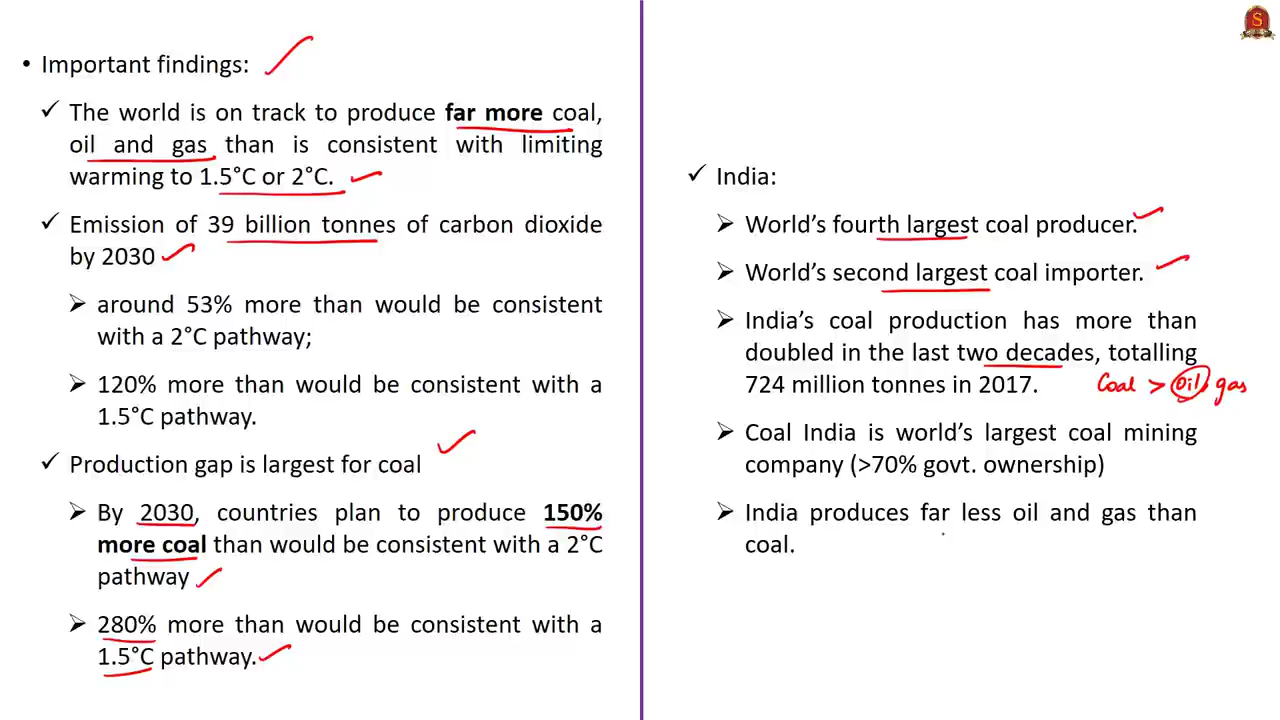 • Important findings:
✓ The world is on track to produce far more coal,
oil and gas than is consistent with limiting
warming to 1.5°C or 2°C.
✓ Emission of 39 billion tonnes of carbon dioxide
by 2030
➢ around 53% more than would be consistent
with a 2°C pathway;
➢ 120% more than would be consistent with a
1.5°C pathway.
✓ Production gap is largest for coal
➢ By 2030, countries plan to produce 150%
more coal than would be consistent with a 2°C
pathway
➢ 280% more than would be consistent with a
1.5°C pathway.
S
✓ India:
➢ World's fourth largest coal producer.
➢ World's second largest coal importer.
➢ India's coal production has more than
doubled in the last two decades, totalling
724 million tonnes in 2017.
Coal > oil, gas
➢ Coal India is world's largest coal mining
company (>70% govt. ownership)
➢ India produces far less oil and gas than
coal.